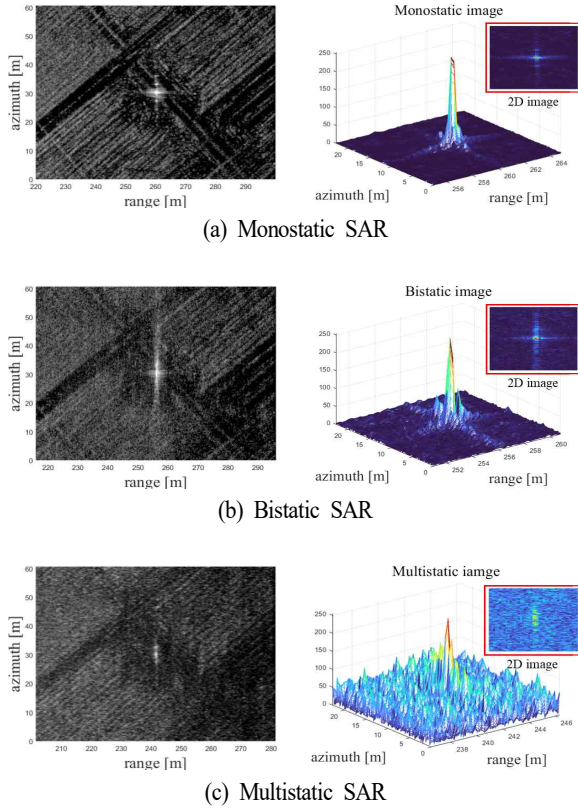 Monostatic image
azimuth [m]
60
50
40
30
20
10
0
220 230 240 250 260 270 280 290
range [m]
250
200
150
100
50
0
2D image
20
15
10
5
0
azimuth [m]
256 258 260 262 264
range [m]
(a) Monostatic SAR
Bistatic image
azimuth [m]
60
50
40
30
20
10
0
220 230 240 250 260 270 280 290
range [m]
250
200
150
100
50
0
2D image
20
15
10
5
0
azimuth [m]
252 254 256 258 260
range [m]
(b) Bistatic SAR
Multistatic iamge
azimuth [m]
60
50
40
30
20
10
0
210 220 230 240 250 260 270 280
range [m]
250
200
150
100
50
0
2D image
20
15
10
5
0
azimuth [m]
238 240 242 244 246
range [m]
(c) Multistatic SAR